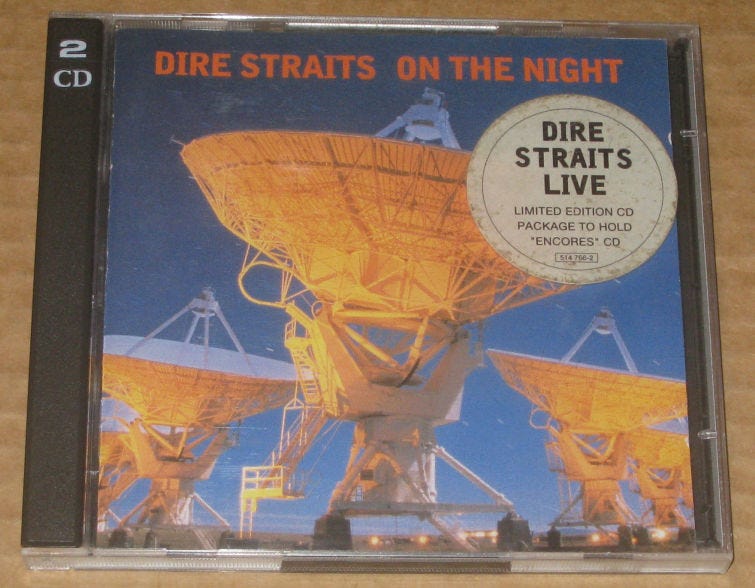 2
CD
DIRE STRAITS ON THE NIGHT
DIRE
STRAITS
LIVE
LIMITED EDITION CD
PACKAGE TO HOLD
"ENCORES" CD
514 766-2